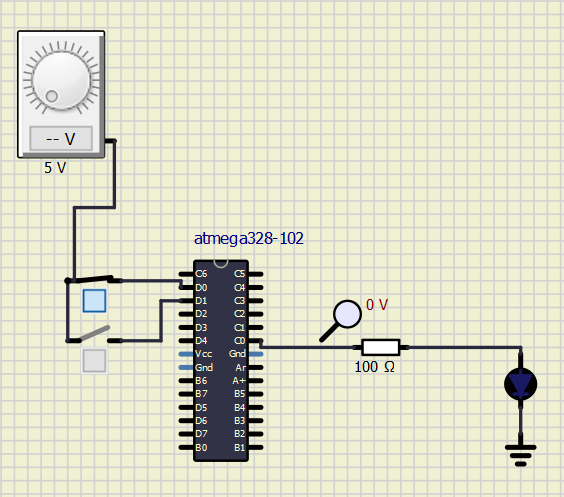 -- V
5 V
atmega328-102
C6 C5
D0 C4
D1 C3
D2 C2
D3 C1
D4 C0
Vcc Gnd
Gnd Ar
B6 A+
B7 B5
D5 B4
D6 B3
D7 B2
B0 B1
0 V
100 Ω